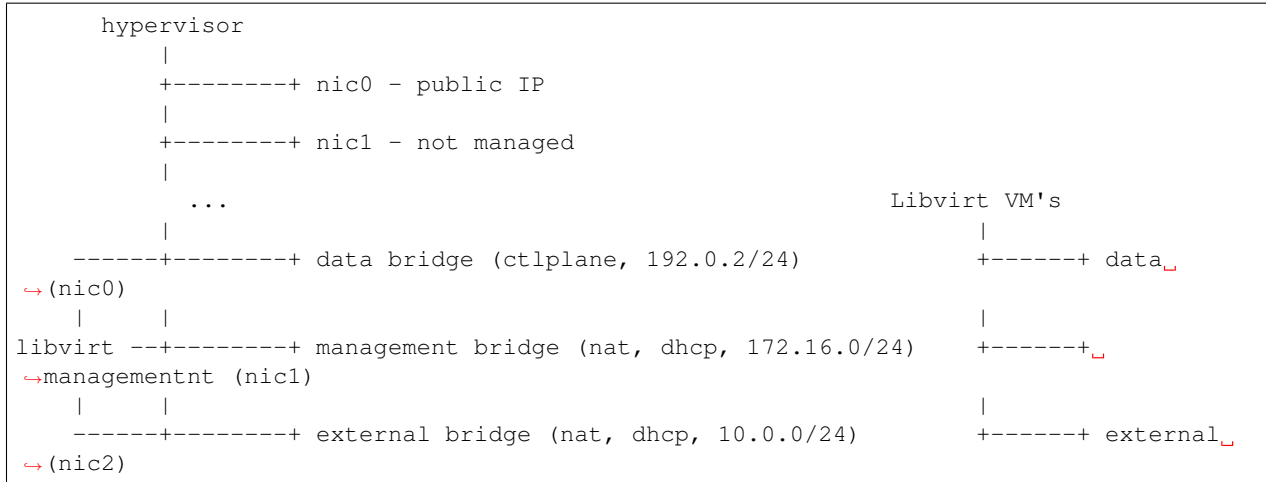 hypervisor
          |
          +--------+ nic0 - public IP
          |
          +--------+ nic1 - not managed
          |
            ...                                            Libvirt VM's
          |                                                      |
    ------+--------+ data bridge (ctlplane, 192.0.2/24)          +------+ data␣
↪(nic0)
    |     |                                                      |
libvirt --+--------+ management bridge (nat, dhcp, 172.16.0/24)    +------+␣
↪managementnt (nic1)
    |     |                                                      |
    ------+--------+ external bridge (nat, dhcp, 10.0.0/24)        +------+ external␣
↪(nic2)